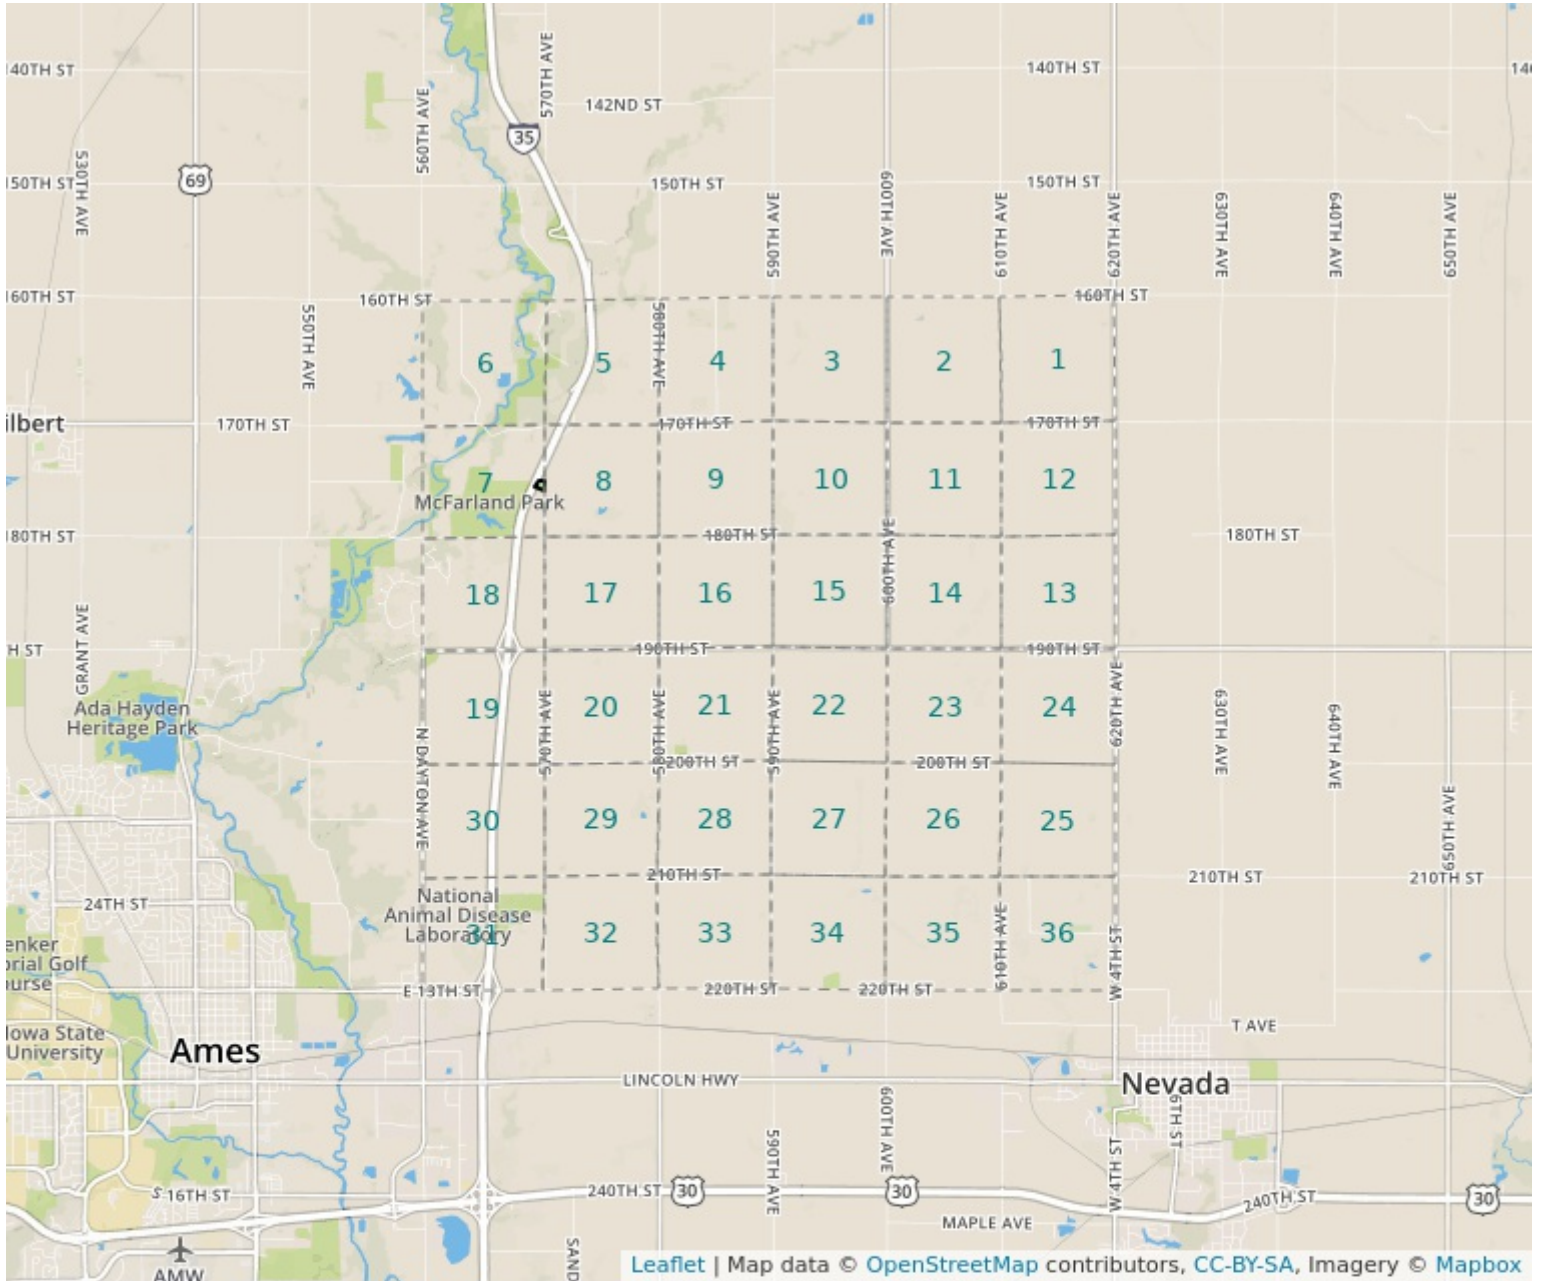 140TH ST
140TH ST
570TH AVE
142ND ST
560TH AVE
35
530TH AVE
69
150TH ST
150TH ST
150TH ST
600TH AVE
590TH AVE
610TH AVE
620TH AVE
630TH AVE
640TH AVE
650TH AVE
160TH ST
160TH ST
160TH ST
550TH AVE
580TH AVE
6
5
4
3
2
1
ilbert
170TH ST
170TH ST
170TH ST
7
8
9
10
11
12
McFarland Park
180TH ST
180TH ST
180TH ST
600TH AVE
18
17
16
15
14
13
GRANT AVE
H ST
190TH ST
190TH ST
Ada Hayden
Heritage Park
19
20
21
22
23
24
570TH AVE
580TH AVE
590TH AVE
620TH AVE
630TH AVE
640TH AVE
N DAYTON AVE
200TH ST
200TH ST
30
29
28
27
26
25
650TH AVE
210TH ST
210TH ST
210TH ST
24TH ST
National
Animal Disease
Laboratory
31
32
33
34
35
36
610TH AVE
W 4TH ST
enker
orial Golf
ourse
E 13TH ST
220TH ST
220TH ST
Iowa State
University
Ames
T AVE
LINCOLN HWY
Nevada
600TH AVE
6TH ST
590TH AVE
W 4TH ST
S 16TH ST
240TH ST
30
30
240TH ST
30
MAPLE AVE
AMW
SAND
Leaflet | Map data © OpenStreetMap contributors, CC-BY-SA, Imagery © Mapbox